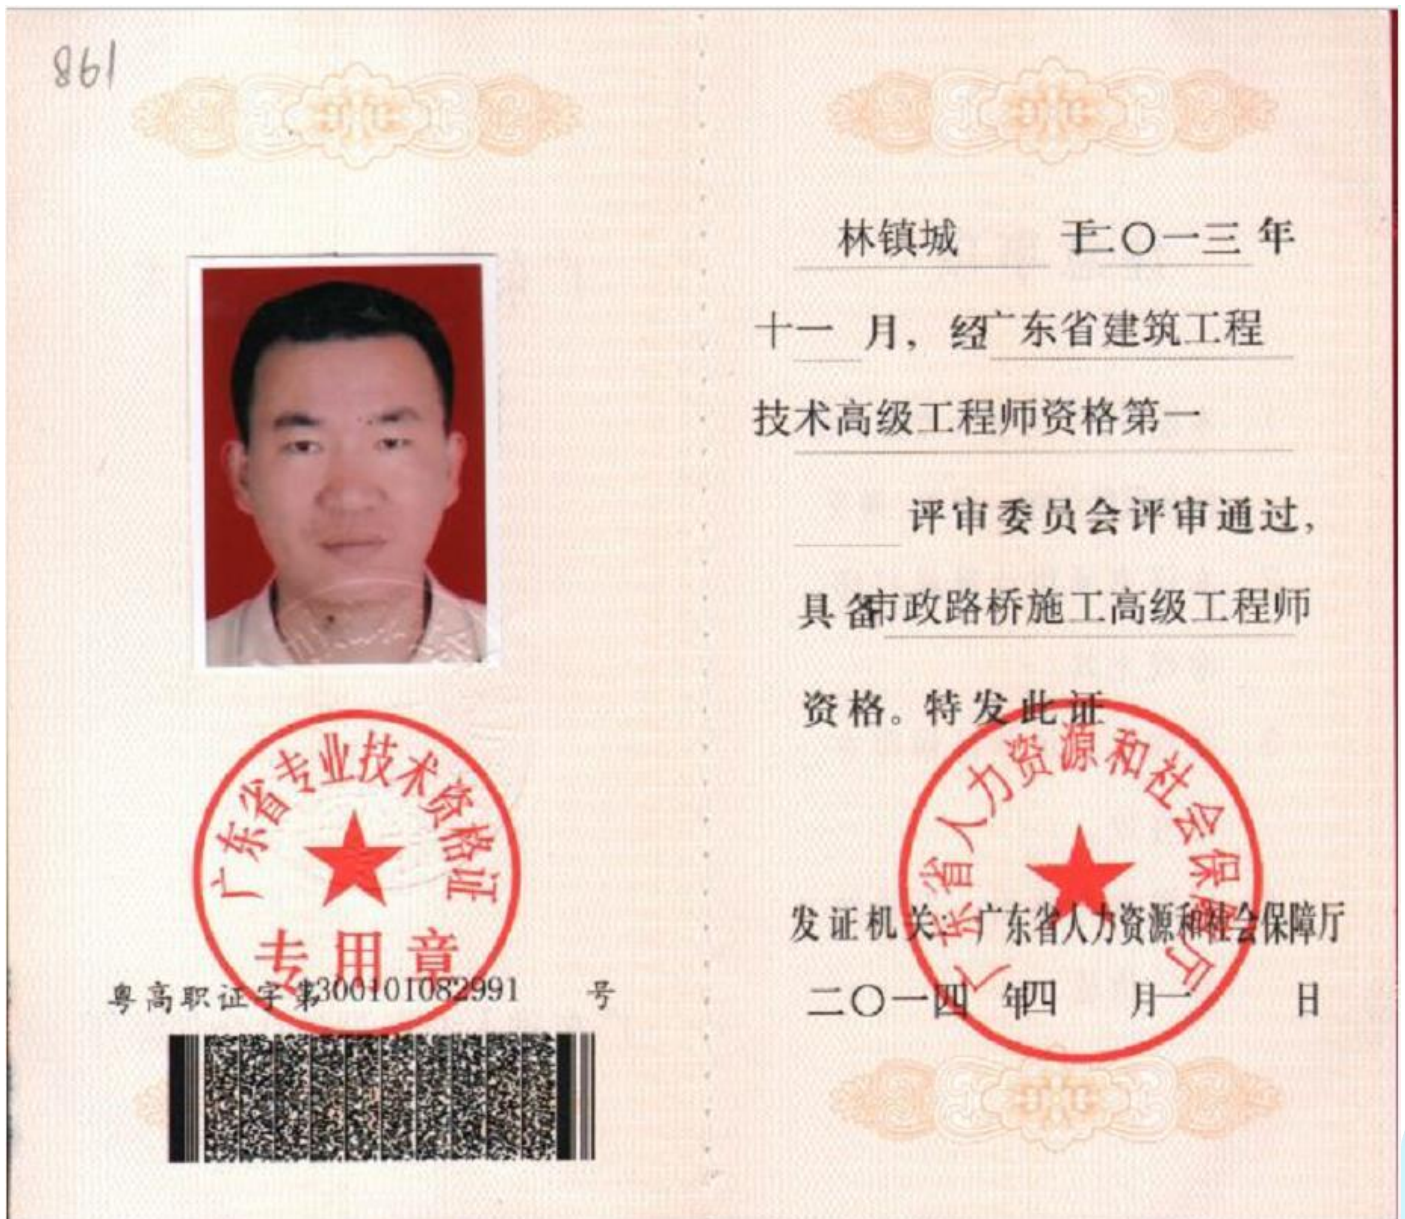 198
广东省专业技术资格证
专用章
粤高职证字第1300101082991 号
林镇城 于二〇一三年
十一月，经广东省建筑工程
技术高级工程师资格第一
评审委员会评审通过，
具备市政路桥施工高级工程师
资格。特发此证
广东省人力资源和社会保障厅
发证机关：广东省人力资源和社会保障厅
二〇一四年四月一日